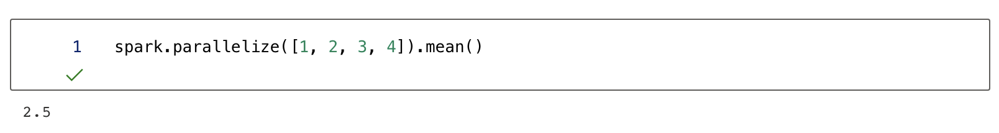 1 spark.parallelize([1, 2, 3, 4]).mean()
2.5